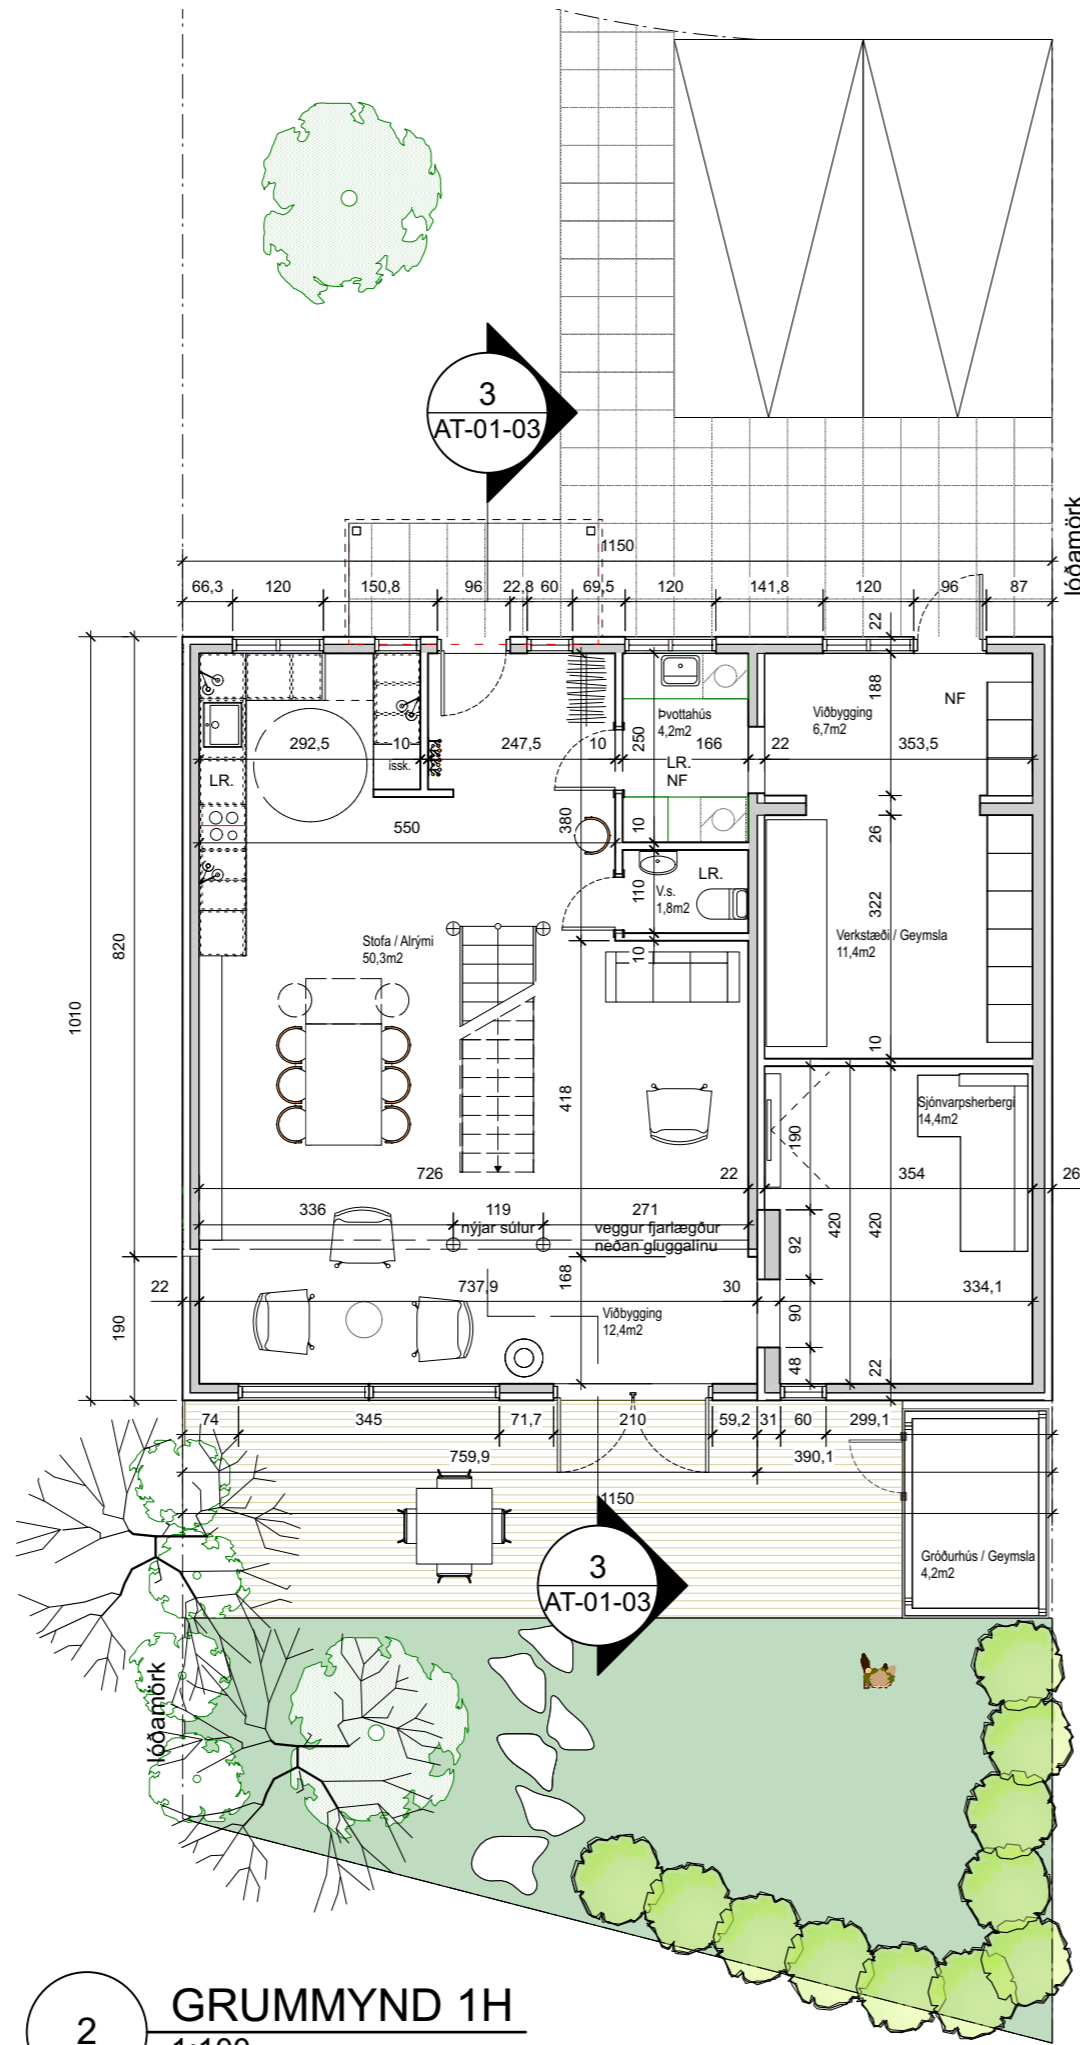 3
AT-01-03
lóðamörk
1150
66,3 120 150,8 96 22,8 60 69,5 120 141,8 120 96 87
22
188
NF
Viðbygging
6,7m2
Þvottahús
4,2m2
250
292,5 10 247,5 10 166 22 353,5
íssk.
LR.
LR.
NF
550
380
10
26
110
LR.
V.s.
1,8m2
322
Verkstæði / Geymsla
11,4m2
820
Stofa / Alrými
50,3m2
10
1010
10
418
Sjónvarpsherbergi
14,4m2
190
726 22 354 26
336 119 271
nýjar súlur
veggur fjarlægður
neðan gluggalínu
92
420
420
168
22 737,9 30 334,1
190
90
Viðbygging
12,4m2
48
22
74 345 71,7 210 59,2 31 60 299,1
759,9 390,1
1150
3
AT-01-03
Gróðurhús / Geymsla
4,2m2
lóðamörk
2
GRUMMYND 1H
1:100